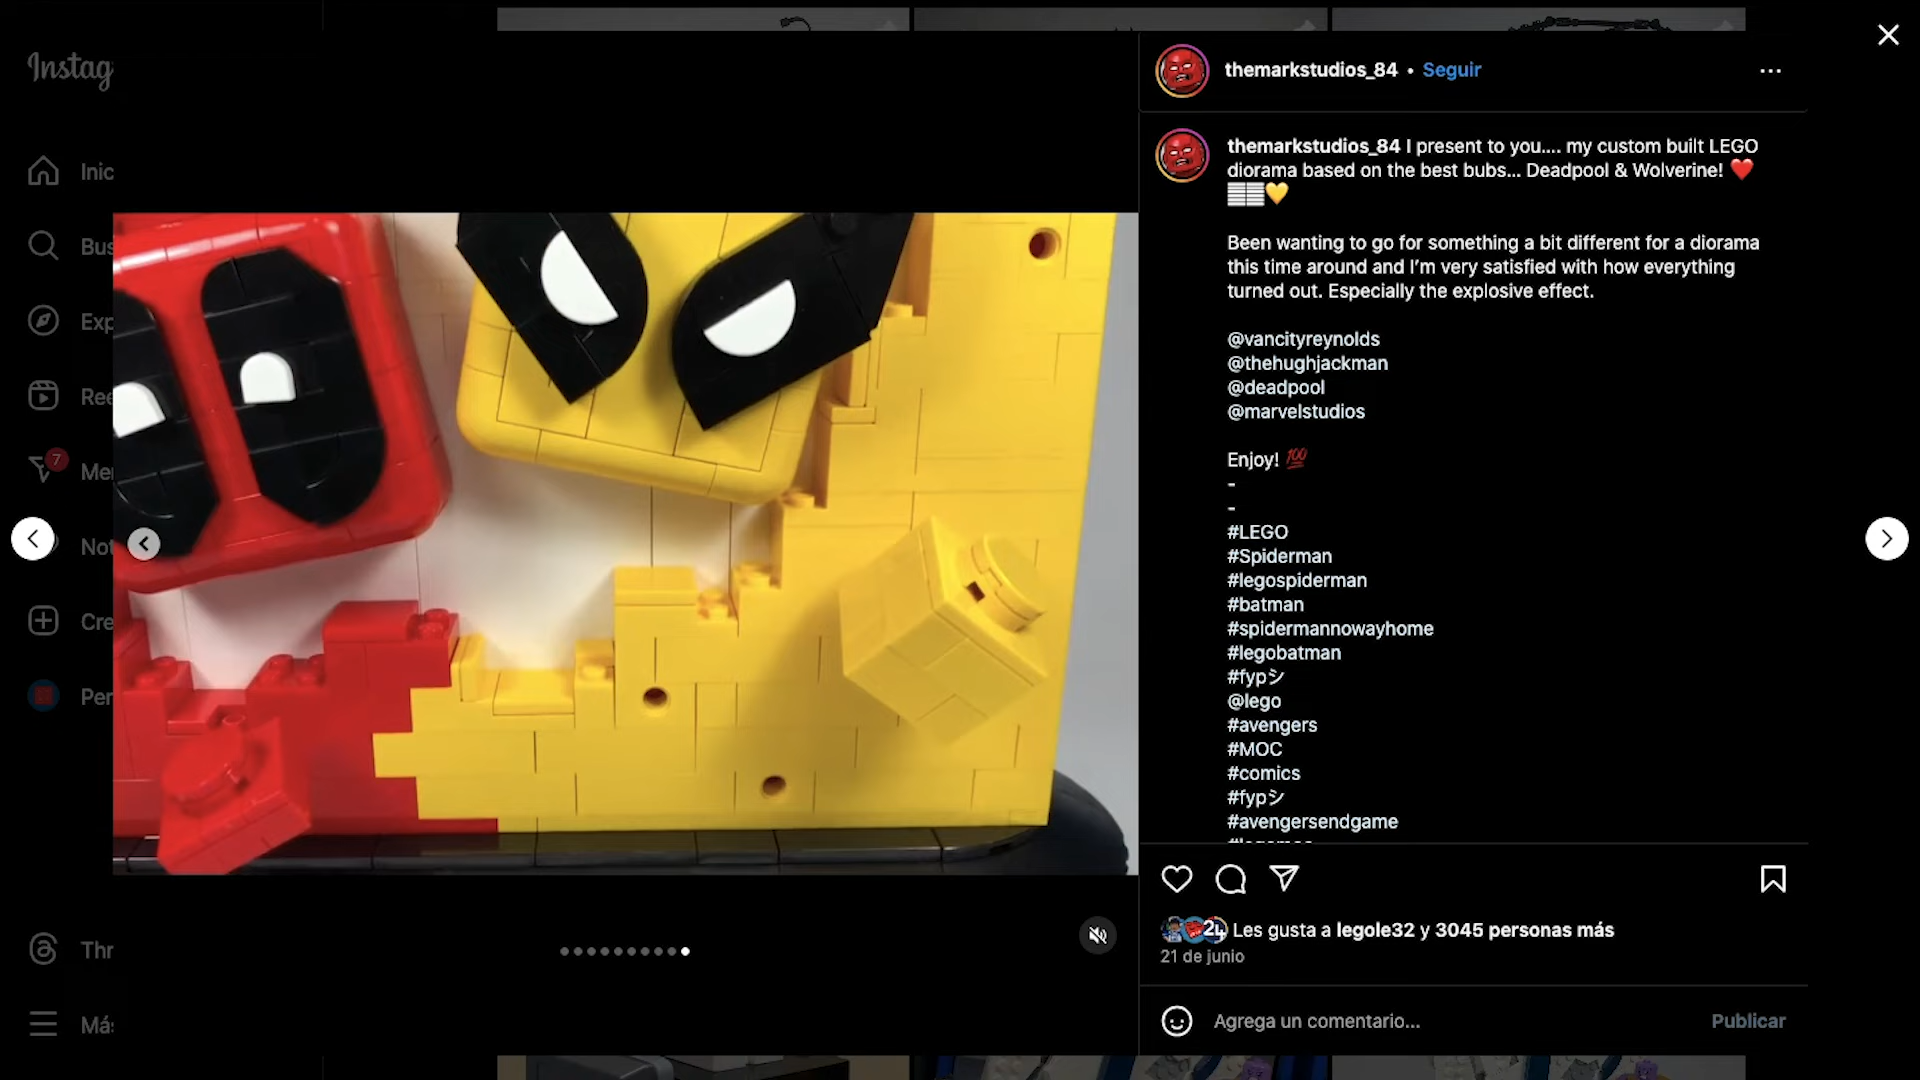 Instag
Inic
Bus
Exp
Ree
7
Me
Not
Cre
Per
Thr
Más
themarkstudios_84 • Seguir
themarkstudios_84 I present to you.... my custom built LEGO
diorama based on the best bubs... Deadpool & Wolverine! ❤️
💛
Been wanting to go for something a bit different for a diorama
this time around and I’m very satisfied with how everything
turned out. Especially the explosive effect.
@vancityreynolds
@thehughjackman
@deadpool
@marvelstudios
Enjoy! 💯
-
-
#LEGO
#Spiderman
#legospiderman
#batman
#spidermannowayhome
#legobatman
#fypシ
@lego
#avengers
#MOC
#comics
#fypシ
#avengersendgame
Les gusta a legole32 y 3045 personas más
21 de junio
Agrega un comentario...
Publicar